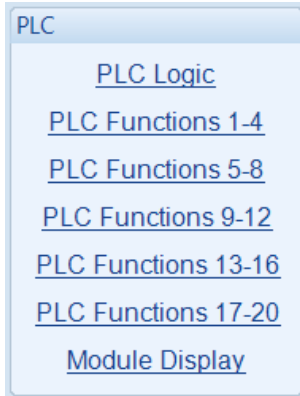 PLC
PLC Logic
PLC Functions 1-4
PLC Functions 5-8
PLC Functions 9-12
PLC Functions 13-16
PLC Functions 17-20
Module Display